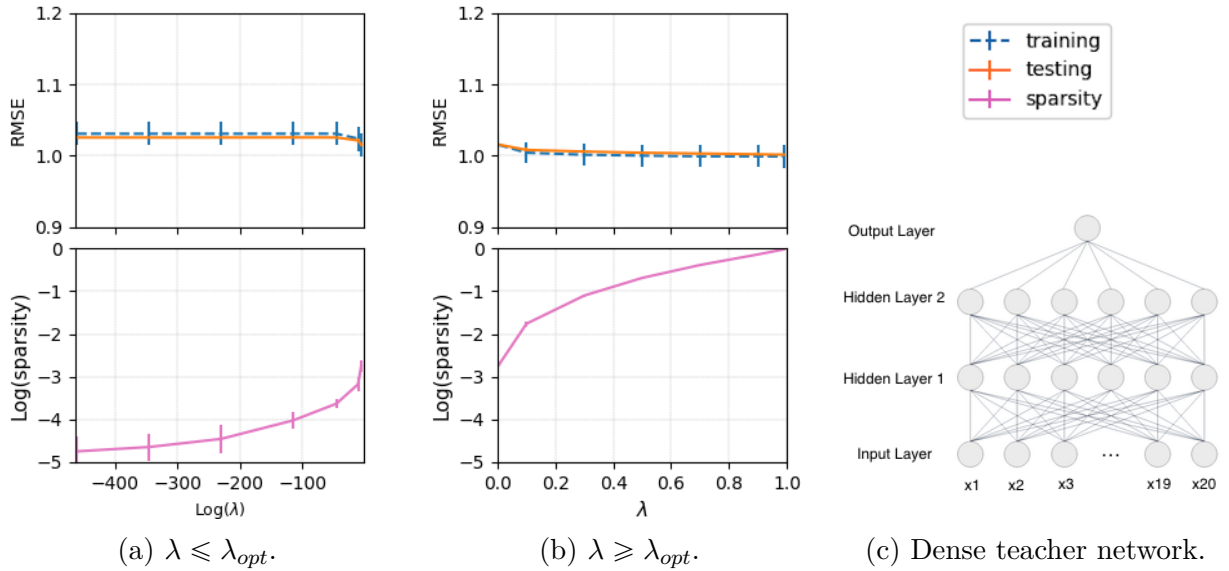 1.2
1.1
1.0
0.9
RMSE
0
−1
−2
−3
−4
−5
Log(sparsity)
−400 −300 −200 −100
Log(λ)
(a) λ ⩽ λopt.
1.2
1.1
1.0
0.9
RMSE
0
−1
−2
−3
−4
−5
Log(sparsity)
0.0 0.2 0.4 0.6 0.8 1.0
λ
(b) λ ⩾ λopt.
training
testing
sparsity
Output Layer
Hidden Layer 2
Hidden Layer 1
Input Layer ...
x1 x2 x3 x19 x20
(c) Dense teacher network.